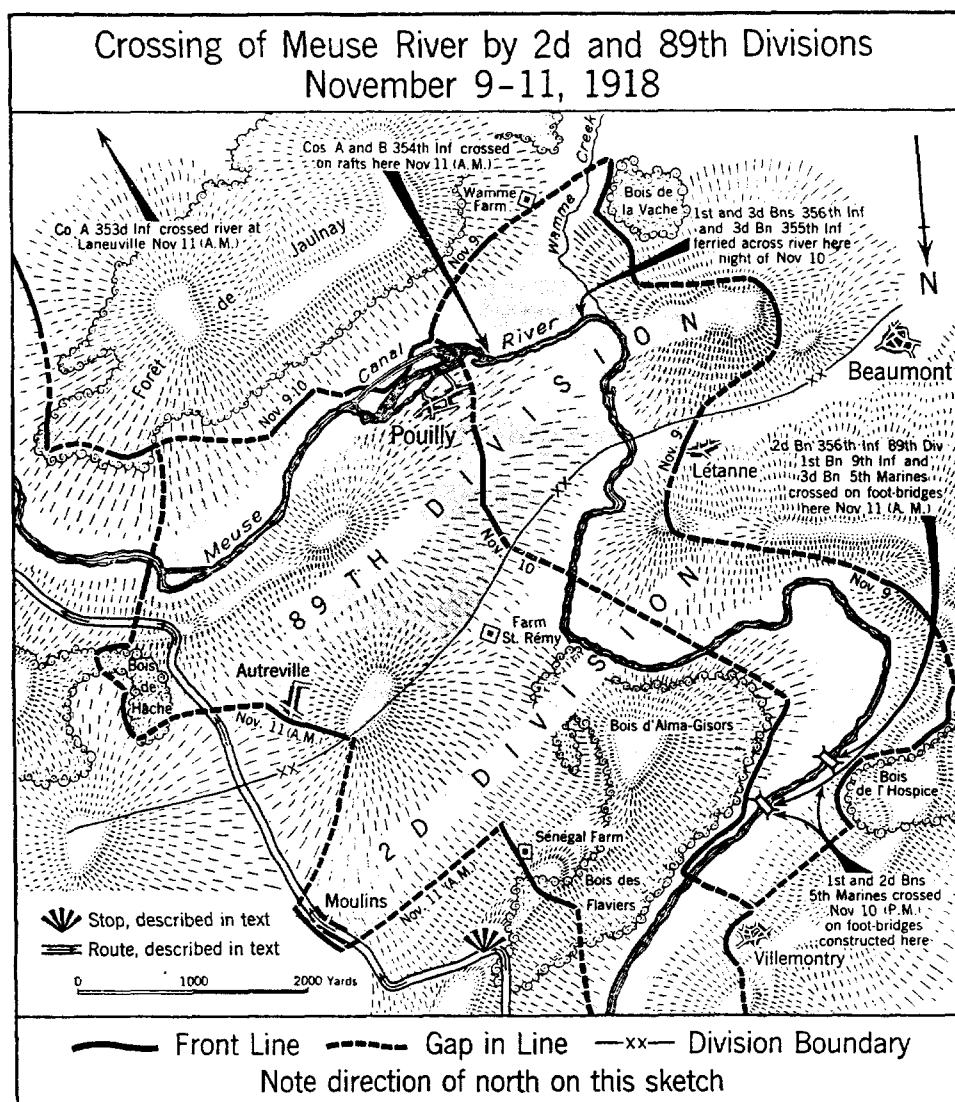 Crossing of Meuse River by 2d and 89th Divisions
November 9-11, 1918
Cos A and B 354th Inf crossed
on rafts here Nov 11 (A.M.)
Wamme Creek
Wamme
Farm
Bois de
la Vache
Co A 353d Inf crossed river at
Laneuville Nov 11 (A.M.)
1st and 3d Bns 356th Inf
and 3d Bn 355th Inf
ferried across river here
night of Nov 10
N
Forêt de Jaulnay
Nov. 9
Canal
River
Nov. 9-10
Pouilly
Beaumont
xx
Létanne
Nov. 9
2d Bn 356th Inf 89th Div
1st Bn 9th Inf and
3d Bn 5th Marines
crossed on foot-bridges
here Nov 11 (A.M.)
Meuse
89TH DIVISION
xx
Nov. 10
Nov. 9
Farm
St. Rémy
Bois
de
Hâche
Autreville
Nov. 11 (A.M.)
xx
2D DIVISION
Bois d'Alma-Gisors
Bois
de l'Hospice
Sénégal Farm
Bois des
Flaviers
Moulins
Nov. 11 (A.M.)
1st and 2d Bns
5th Marines crossed
Nov 10 (P.M.)
on foot-bridges
constructed here
Villemontry
Stop, described in text
Route, described in text
0 1000 2000 Yards
Front Line Gap in Line -xx- Division Boundary
Note direction of north on this sketch